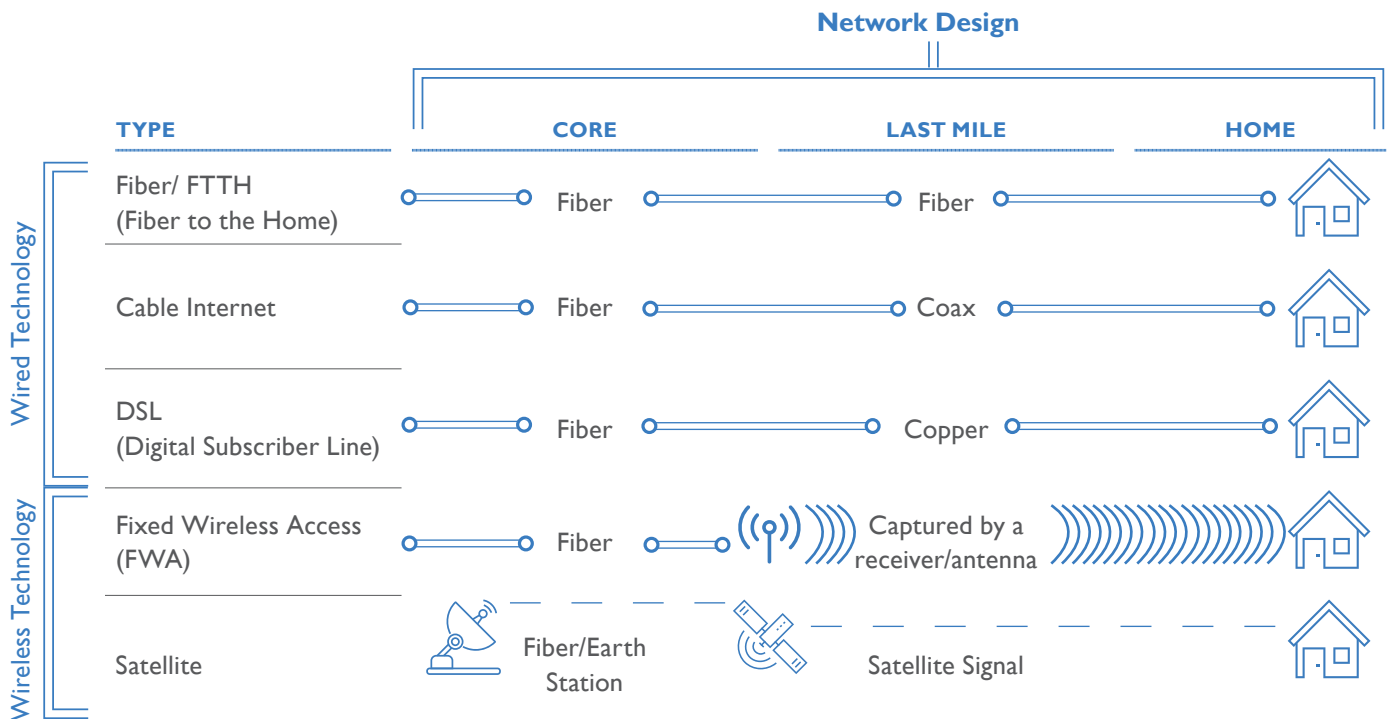 Network Design
TYPE
CORE
LAST MILE
HOME
Wired Technology
Fiber/ FTTH
(Fiber to the Home)
Fiber
Fiber
Cable Internet
Fiber
Coax
DSL
(Digital Subscriber Line)
Fiber
Copper
Wireless Technology
Fixed Wireless Access
(FWA)
Fiber
Captured by a
receiver/antenna
Satellite
Fiber/Earth
Station
Satellite Signal